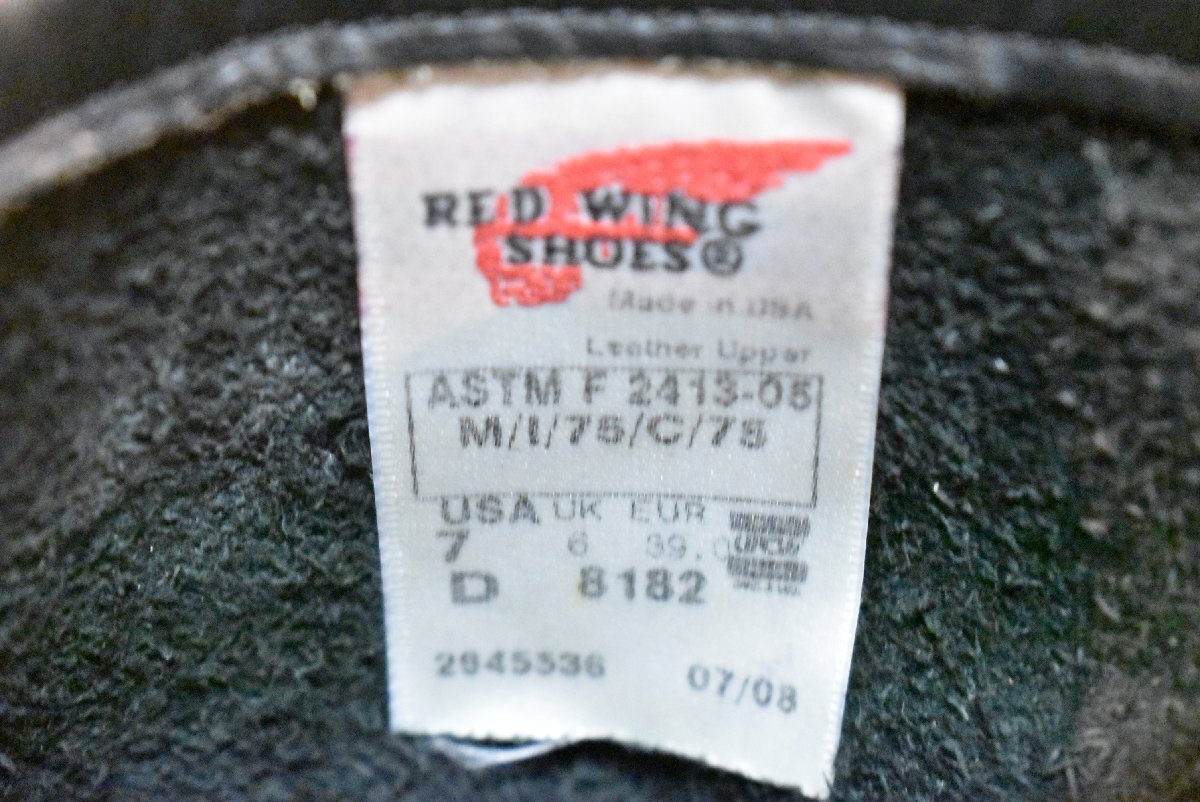 RED WING
SHOES®
Made in USA
Leather Upper
ASTM F 2413-05
M/I/75/C/75
USA UK EUR
7 6 39.0
D 8182
2945536 07/08